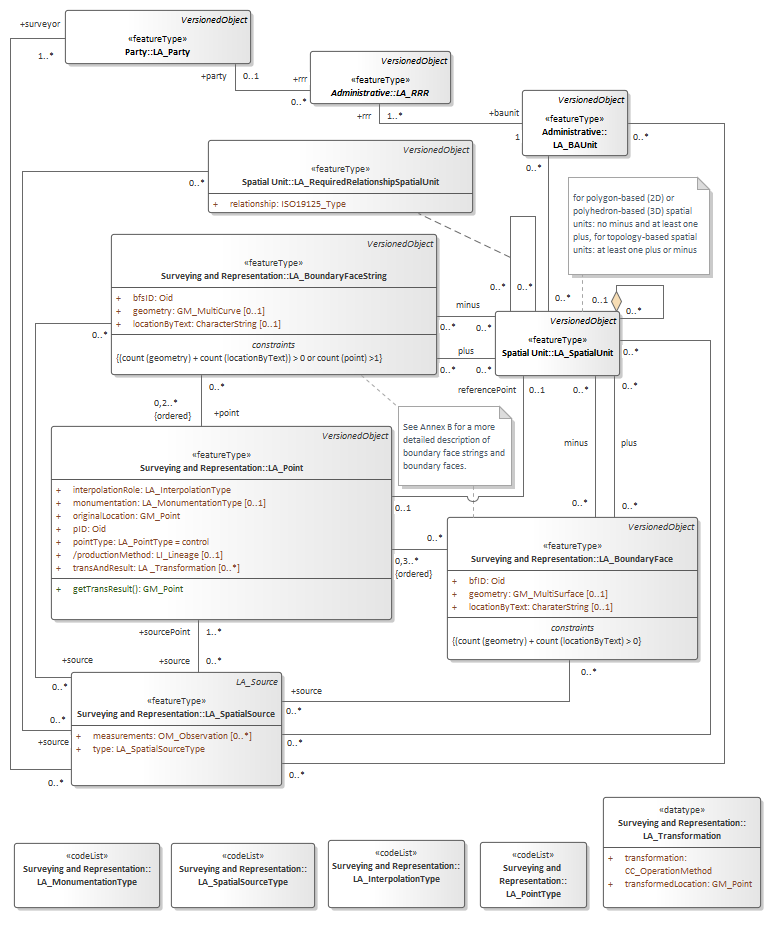 +surveyor
VersionedObject
«featureType»
Party::LA_Party
1..*
+party
0..1
+rrr
0..*
VersionedObject
«featureType»
Administrative::LA_RRR
+rrr
1..*
+baunit
1
VersionedObject
«featureType»
Administrative::
LA_BAUnit
0..*
0..*
VersionedObject
«featureType»
Spatial Unit::LA_RequiredRelationshipSpatialUnit
+ relationship: ISO19125_Type
0..*
for polygon-based (2D) or
polyhedron-based (3D) spatial
units: no minus and at least one
plus, for topology-based spatial
units: at least one plus or minus
VersionedObject
«featureType»
Surveying and Representation::LA_BoundaryFaceString
+ bfsID: Oid
+ geometry: GM_MultiCurve [0..1]
+ locationByText: CharacterString [0..1]
constraints
{(count (geometry) + count (locationByText)) > 0 or count (point) >1}
0..*
0..*
0..*
0..*
0..1
0..*
minus
0..*
0..*
plus
0..*
0..*
VersionedObject
«featureType»
Spatial Unit::LA_SpatialUnit
0..*
referencePoint
0..1
0..*
0..*
0..*
0,2..*
{ordered}
+point
See Annex B for a more
detailed description of
boundary face strings and
boundary faces.
minus
plus
0..*
0..*
VersionedObject
«featureType»
Surveying and Representation::LA_Point
+ interpolationRole: LA_InterpolationType
+ monumentation: LA_MonumentationType [0..1]
+ originalLocation: GM_Point
+ pID: Oid
+ pointType: LA_PointType = control
+ /productionMethod: LI_Lineage [0..1]
+ transAndResult: LA_Transformation [0..*]
+ getTransResult(): GM_Point
0..1
0..*
0,3..*
{ordered}
VersionedObject
«featureType»
Surveying and Representation::LA_BoundaryFace
+ bfID: Oid
+ geometry: GM_MultiSurface [0..1]
+ locationByText: CharaterString [0..1]
constraints
{(count (geometry) + count (locationByText) > 0}
0..*
+sourcePoint
1..*
+source
+source
0..*
0..*
0..*
+source
0..*
LA_Source
«featureType»
Surveying and Representation::LA_SpatialSource
+ measurements: OM_Observation [0..*]
+ type: LA_SpatialSourceType
+source
0..*
0..*
0..*
«codeList»
Surveying and Representation::
LA_MonumentationType
«codeList»
Surveying and Representation::
LA_SpatialSourceType
«codeList»
Surveying and Representation::
LA_InterpolationType
«codeList»
Surveying and
Representation::
LA_PointType
«datatype»
Surveying and Representation::
LA_Transformation
+ transformation:
CC_OperationMethod
+ transformedLocation: GM_Point